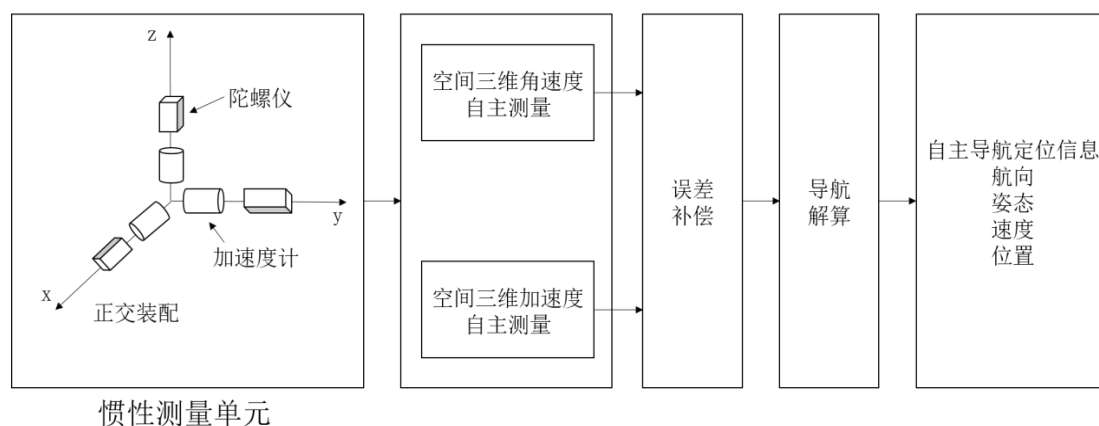 z
陀螺仪
y
加速度计
x
正交装配
惯性测量单元
空间三维角速度
自主测量
空间三维加速度
自主测量
误差
补偿
导航
解算
自主导航定位信息
航向
姿态
速度
位置